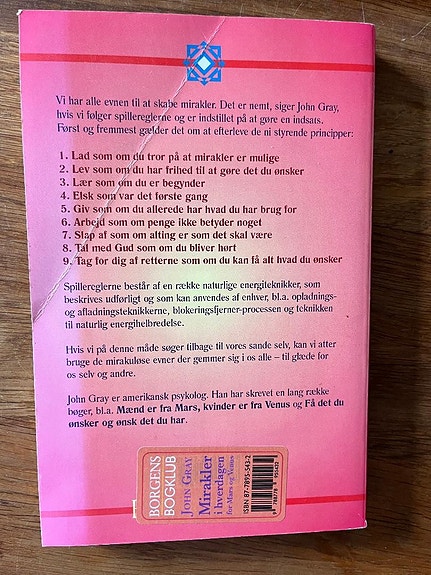 Vi har alle evnen til at skabe mirakler. Det er nemt, siger John Gray,
hvis vi følger spillereglerne og er indstillet på at gøre en indsats.
Først og fremmest gælder det om at efterleve de ni styrende principper:
1. Lad som om du tror på at mirakler er mulige
2. Lev som om du har frihed til at gøre det du ønsker
3. Lær som om du er begynder
4. Elsk som var det første gang
5. Giv som om du allerede har hvad du har brug for
6. Arbejd som om penge ikke betyder noget
7. Slap af som om alting er som det skal være
8. Tal med Gud som om du bliver hørt
9. Tag for dig af retterne som om du kan få alt hvad du ønsker
Spillereglerne består af en række naturlige energiteknikker, som
beskrives udførligt og som kan anvendes af enhver, bl.a. opladnings-
og afladningsteknikkerne, blokeringsfjerner-processen og teknikken
til naturlig energihelbredelse.
Hvis vi på denne måde søger tilbage til vores sande selv, kan vi atter
bruge de mirakuløse evner der gemmer sig i os alle – til glæde for
os selv og andre.
John Gray er amerikansk psykolog. Han har skrevet en lang række
bøger, bl.a. Mænd er fra Mars, kvinder er fra Venus og Få det du
ønsker og ønsk det du har.
BORGENS
BOGKLUB
JOHN GRAY
Mirakler
i hverdagen
for Mars og Venus
ISBN 87-7895-543-2